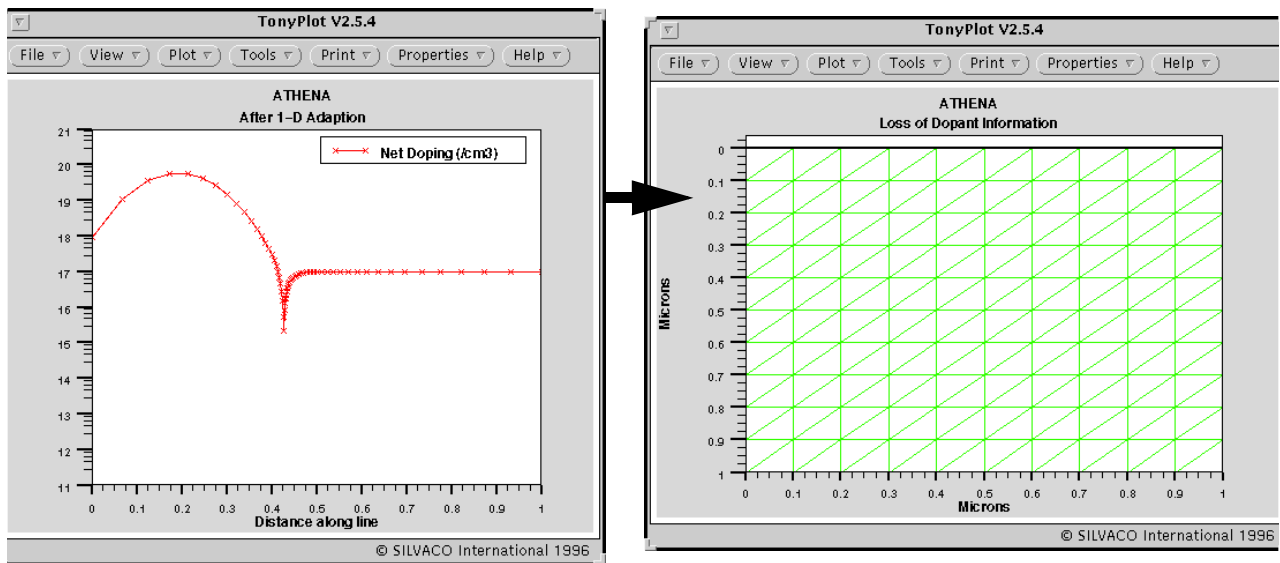 TonyPlot V2.5.4
File View Plot Tools Print Properties Help
ATHENA
After 1-D Adaption
Net Doping (/cm3)
21
20
19
18
17
16
15
14
13
12
11
0 0.1 0.2 0.3 0.4 0.5 0.6 0.7 0.8 0.9 1
Distance along line
© SILVACO International 1996
TonyPlot V2.5.4
File View Plot Tools Print Properties Help
ATHENA
Loss of Dopant Information
Microns
0
0.1
0.2
0.3
0.4
0.5
0.6
0.7
0.8
0.9
1
0 0.1 0.2 0.3 0.4 0.5 0.6 0.7 0.8 0.9 1
Microns
© SILVACO International 1996